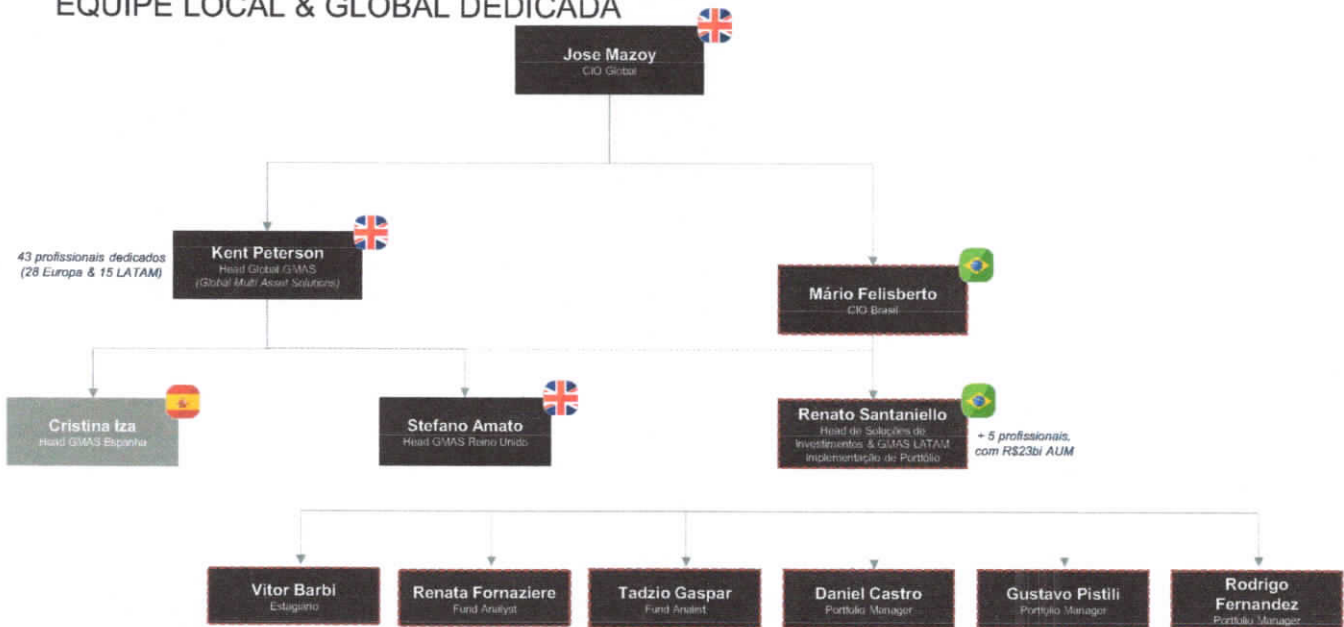 EQUIPE LOCAL & GLOBAL DEDICADA
Jose Mazoy
CIO Global
43 profissionais dedicados
(28 Europa & 15 LATAM)
Kent Peterson
Head Global GMAS
(Global Multi Asset Solutions)
Mário Felisberto
CIO Brasil
Cristina Iza
Head GMAS Espanha
Stefano Amato
Head GMAS Reino Unido
Renato Santaniello
Head de Soluções de
Investimentos & GMAS LATAM
Implementação de Portfólio
+ 5 profissionais,
com R$23bi AUM
Vitor Barbi
Estagiário
Renata Fornaziere
Fund Analyst
Tadzio Gaspar
Fund Analist
Daniel Castro
Portfolio Manager
Gustavo Pistili
Portfolio Manager
Rodrigo
Fernandez
Portfolio Manager